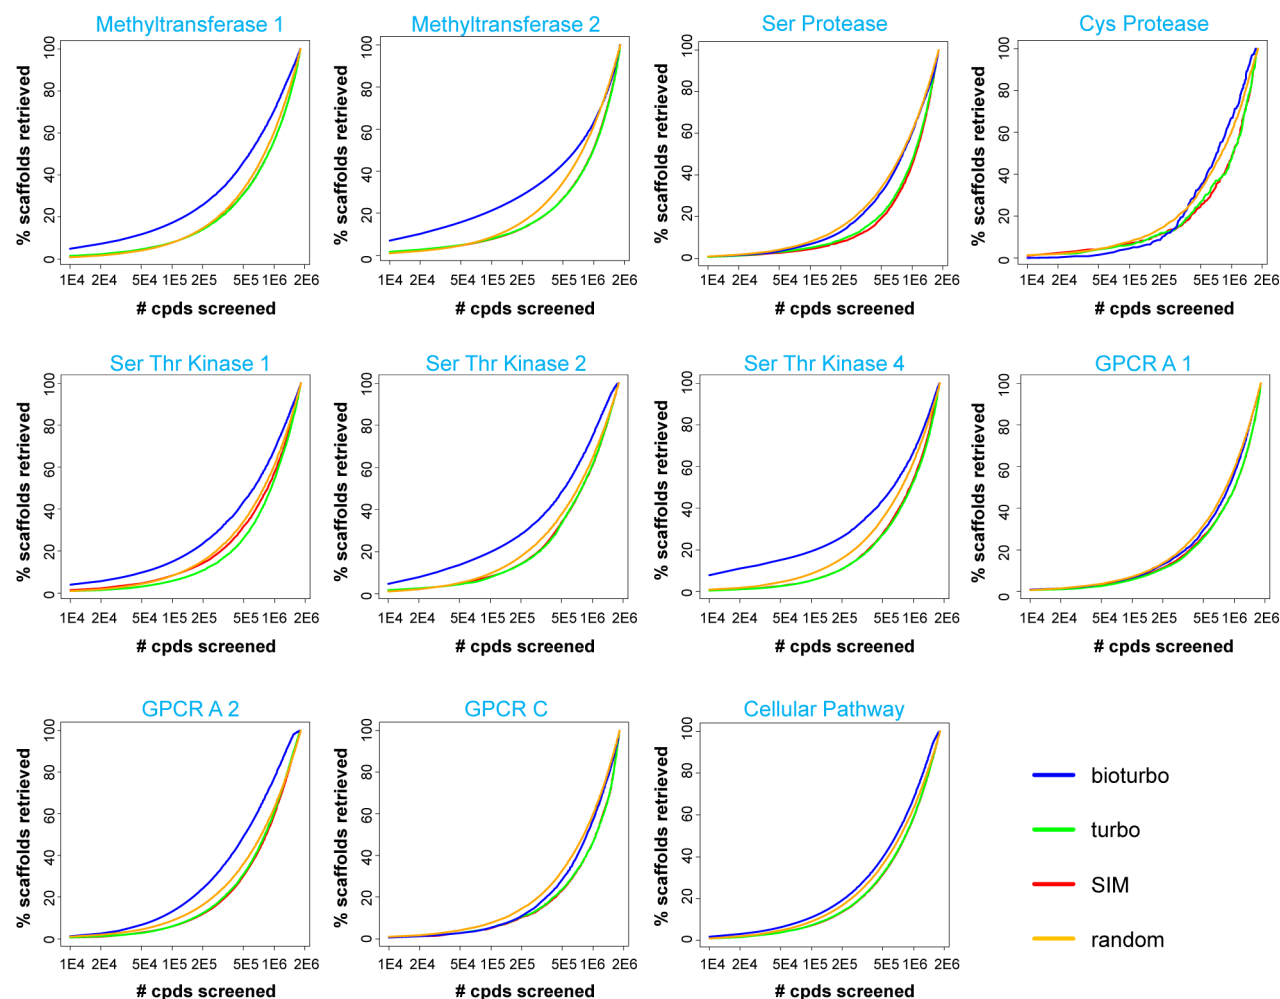 Methyltransferase 1
% scaffolds retrieved
100
80
60
40
20
0
1E4 2E4 5E4 1E5 2E5 5E5 1E6 2E6
# cpds screened
Methyltransferase 2
% scaffolds retrieved
100
80
60
40
20
0
1E4 2E4 5E4 1E5 2E5 5E5 1E6 2E6
# cpds screened
Ser Protease
% scaffolds retrieved
100
80
60
40
20
0
1E4 2E4 5E4 1E5 2E5 5E5 1E6 2E6
# cpds screened
Cys Protease
% scaffolds retrieved
100
80
60
40
20
0
1E4 2E4 5E4 1E5 2E5 5E5 1E6 2E6
# cpds screened
Ser Thr Kinase 1
% scaffolds retrieved
100
80
60
40
20
0
1E4 2E4 5E4 1E5 2E5 5E5 1E6 2E6
# cpds screened
Ser Thr Kinase 2
% scaffolds retrieved
100
80
60
40
20
0
1E4 2E4 5E4 1E5 2E5 5E5 1E6 2E6
# cpds screened
Ser Thr Kinase 4
% scaffolds retrieved
100
80
60
40
20
0
1E4 2E4 5E4 1E5 2E5 5E5 1E6 2E6
# cpds screened
GPCR A 1
% scaffolds retrieved
100
80
60
40
20
0
1E4 2E4 5E4 1E5 2E5 5E5 1E6 2E6
# cpds screened
GPCR A 2
% scaffolds retrieved
100
80
60
40
20
0
1E4 2E4 5E4 1E5 2E5 5E5 1E6 2E6
# cpds screened
GPCR C
% scaffolds retrieved
100
80
60
40
20
0
1E4 2E4 5E4 1E5 2E5 5E5 1E6 2E6
# cpds screened
Cellular Pathway
% scaffolds retrieved
100
80
60
40
20
0
1E4 2E4 5E4 1E5 2E5 5E5 1E6 2E6
# cpds screened
bioturbo
turbo
SIM
random